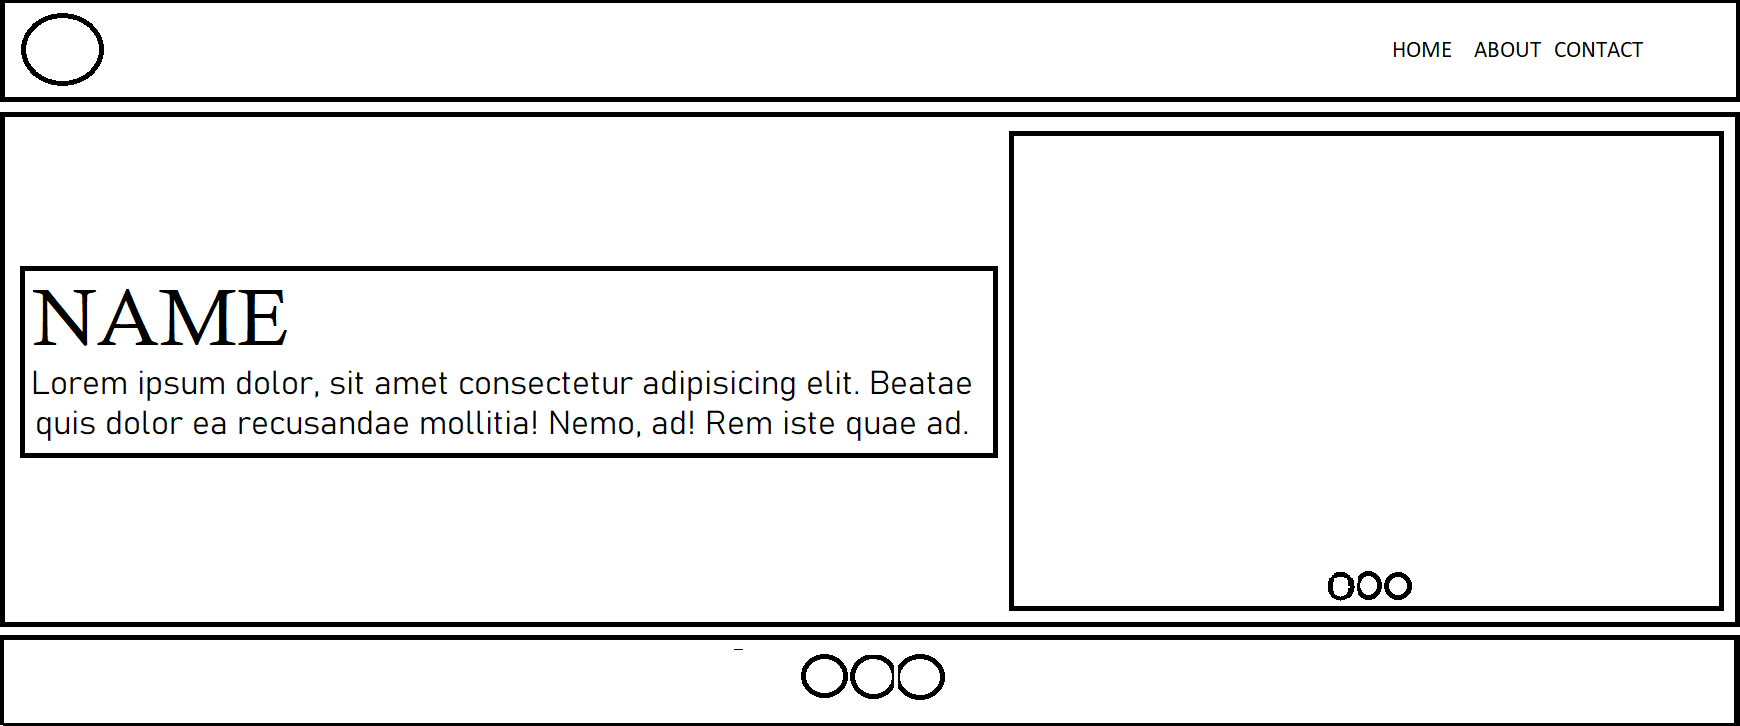 HOME ABOUT CONTACT
NAME
Lorem ipsum dolor, sit amet consectetur adipisicing elit. Beatae
quis dolor ea recusandae mollitia! Nemo, ad! Rem iste quae ad.